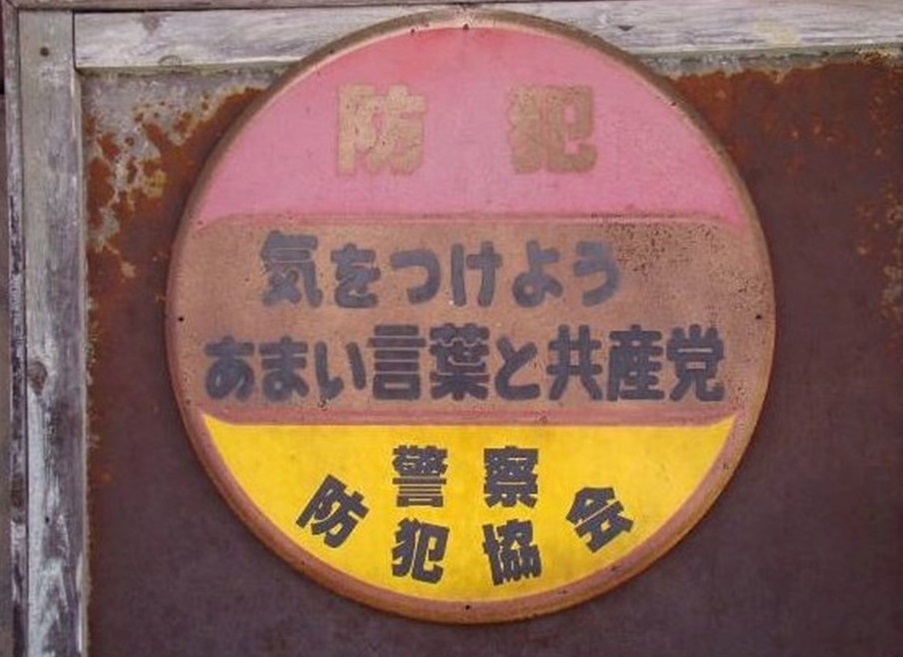 防犯
気をつけよう
あまい言葉と共産党
警察
防犯協会